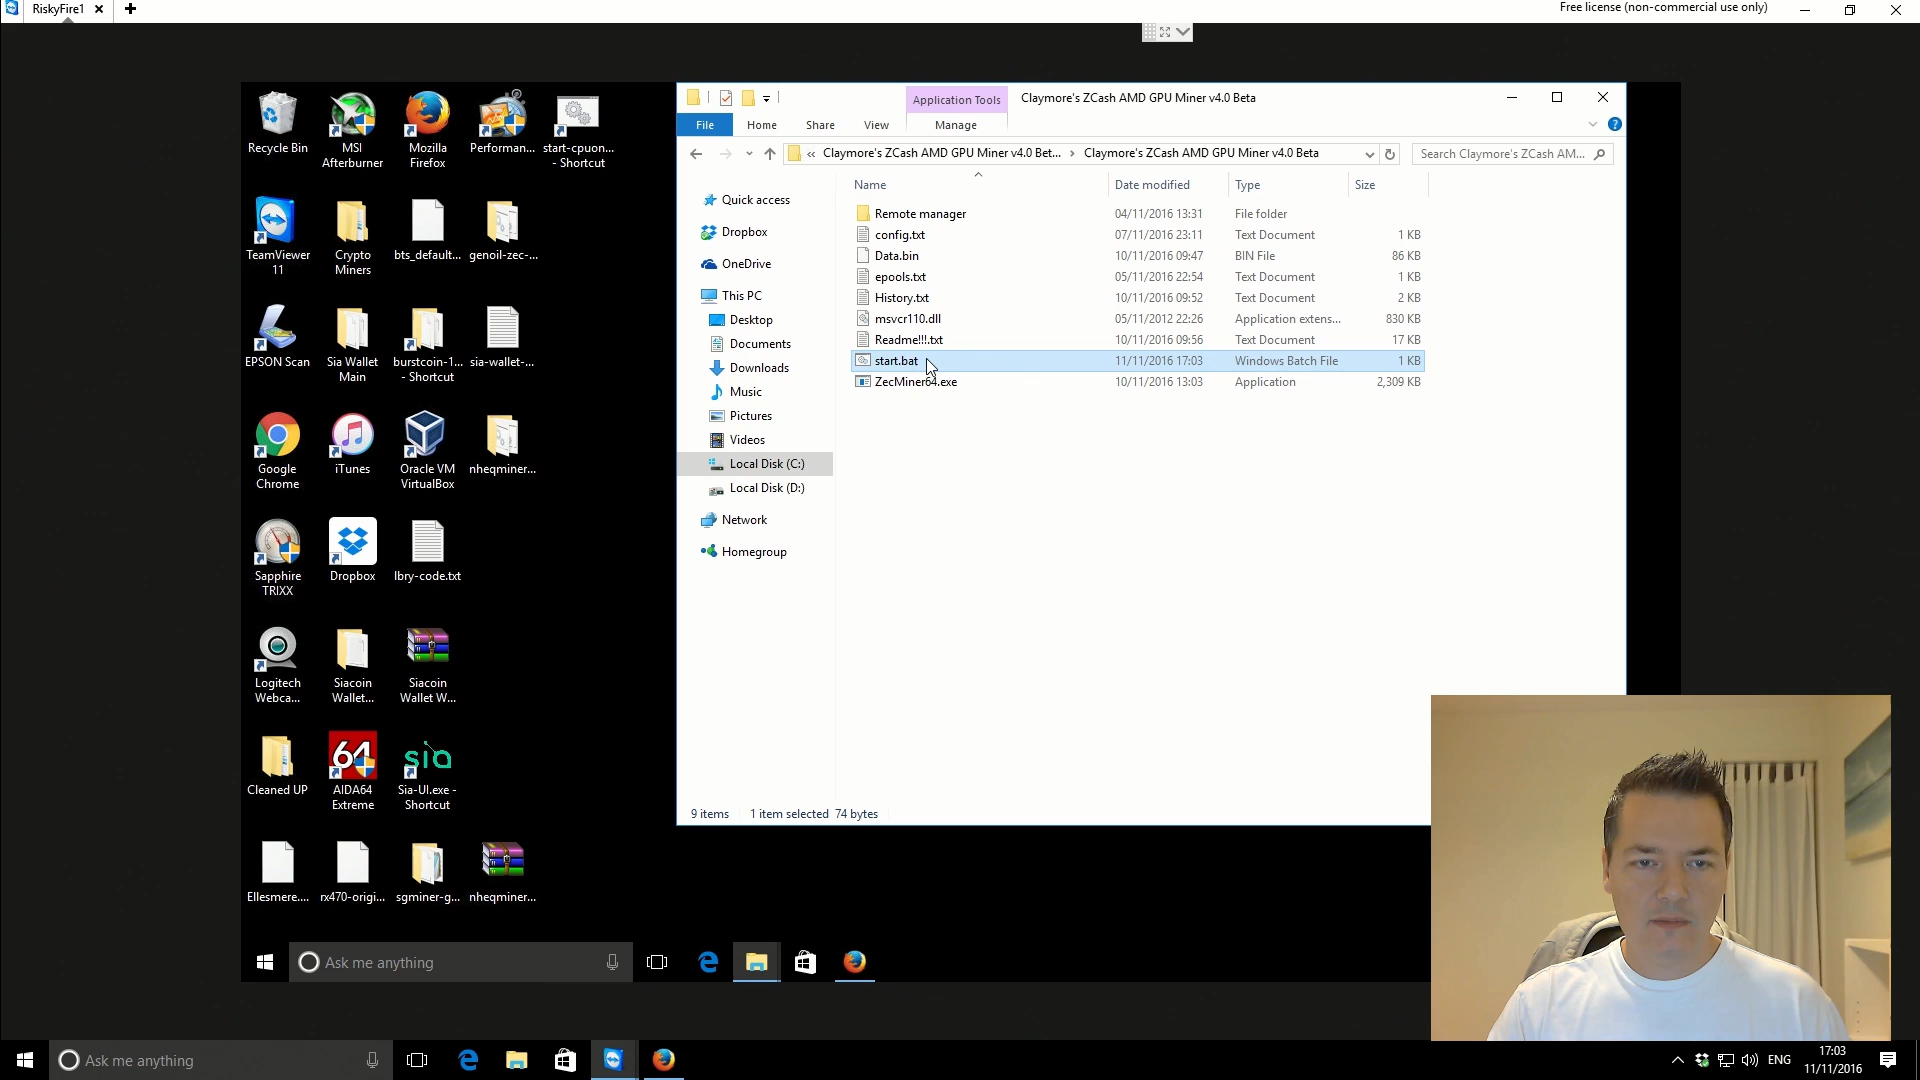 RiskyFire1
Free license (non-commercial use only)
Recycle Bin
MSI Afterburner
Mozilla Firefox
Performan...
start-cpuon... - Shortcut
TeamViewer 11
Crypto Miners
bts_default...
genoil-zec-...
EPSON Scan
Sia Wallet Main
burstcoin-1... - Shortcut
sia-wallet-...
Google Chrome
iTunes
Oracle VM VirtualBox
nheqminer...
Sapphire TRIXX
Dropbox
lbry-code.txt
Logitech Webca...
Siacoin Wallet...
Siacoin Wallet W...
Cleaned UP
64
AIDA64 Extreme
sia
Sia-UI.exe - Shortcut
Ellesmere....
rx470-origi...
sgminer-g...
nheqminer...
Application Tools
Claymore's ZCash AMD GPU Miner v4.0 Beta
File
Home
Share
View
Manage
« Claymore's ZCash AMD GPU Miner v4.0 Bet... › Claymore's ZCash AMD GPU Miner v4.0 Beta
Search Claymore's ZCash AM...
Quick access
Dropbox
OneDrive
This PC
Desktop
Documents
Downloads
Music
Pictures
Videos
Local Disk (C:)
Local Disk (D:)
Network
Homegroup
Name Date modified Type Size
Remote manager 04/11/2016 13:31 File folder
config.txt 07/11/2016 23:11 Text Document 1 KB
Data.bin 10/11/2016 09:47 BIN File 86 KB
epools.txt 05/11/2016 22:54 Text Document 1 KB
History.txt 10/11/2016 09:52 Text Document 2 KB
msvcr110.dll 05/11/2012 22:26 Application extens... 830 KB
Readme!!!.txt 10/11/2016 09:56 Text Document 17 KB
start.bat 11/11/2016 17:03 Windows Batch File 1 KB
ZecMiner64.exe 10/11/2016 13:03 Application 2,309 KB
9 items 1 item selected 74 bytes
Ask me anything
Ask me anything
ENG
17:03
11/11/2016